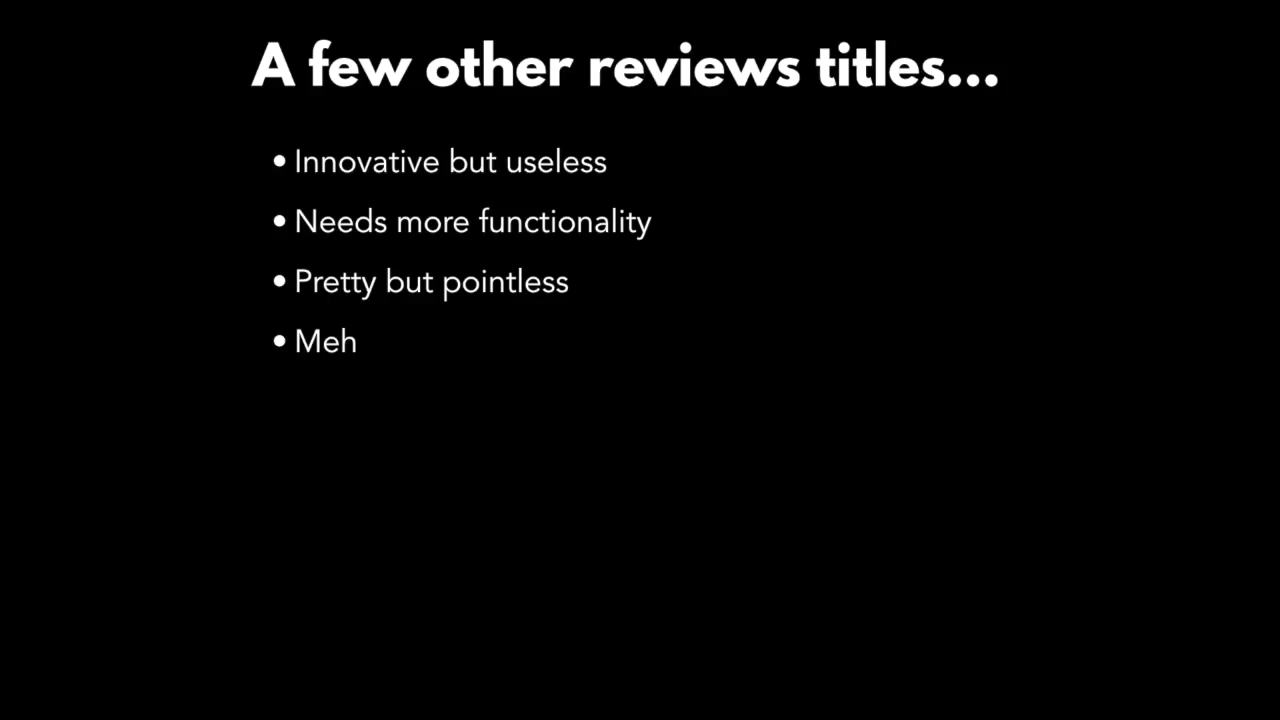 A few other reviews titles...
• Innovative but useless
• Needs more functionality
• Pretty but pointless
• Meh